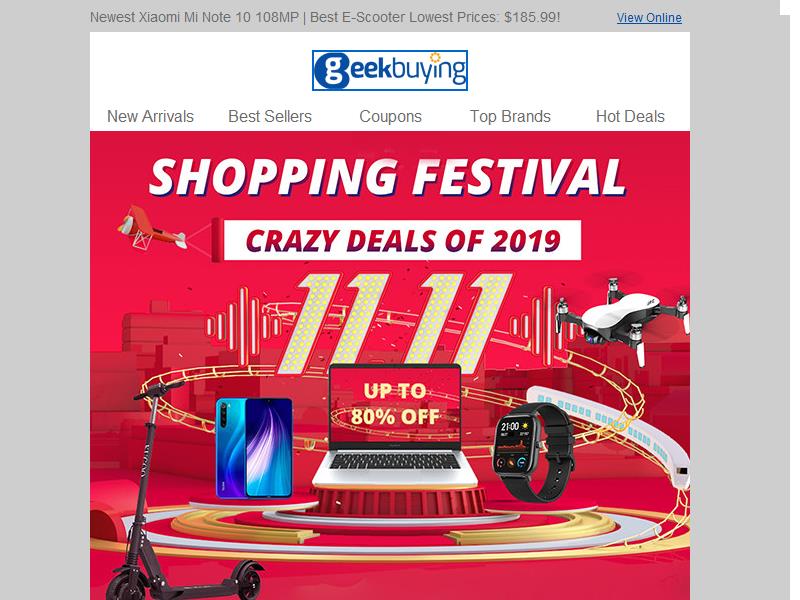 Newest Xiaomi Mi Note 10 108MP | Best E-Scooter Lowest Prices: $185.99! View Online
geekbuying
New Arrivals Best Sellers Coupons Top Brands Hot Deals
SHOPPING FESTIVAL
CRAZY DEALS OF 2019
11 11
UP TO
80% OFF
21:00
KUGOO